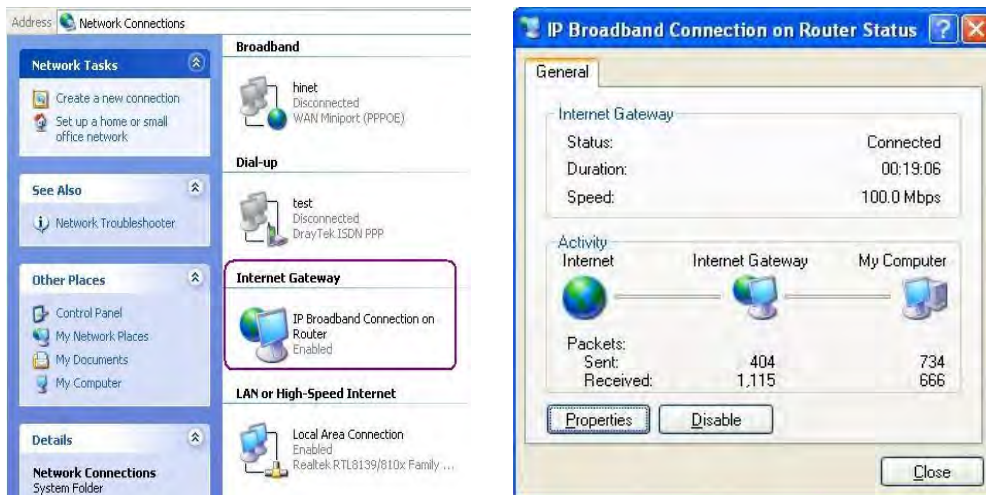 Address Network Connections
Network Tasks
Create a new connection
Set up a home or small
office network
See Also
Network Troubleshooter
Other Places
Control Panel
My Network Places
My Documents
My Computer
Details
Network Connections
System Folder
Broadband
hinet
Disconnected
WAN Miniport (PPPOE)
Dial-up
test
Disconnected
DrayTek ISDN PPP
Internet Gateway
IP Broadband Connection on
Router
Enabled
LAN or High-Speed Internet
Local Area Connection
Enabled
Realtek RTL8139/810x Family ...
IP Broadband Connection on Router Status
General
Internet Gateway
Status: Connected
Duration: 00:19:06
Speed: 100.0 Mbps
Activity
Internet Internet Gateway My Computer
Packets:
Sent: 404 734
Received: 1,115 666
Properties Disable
Close